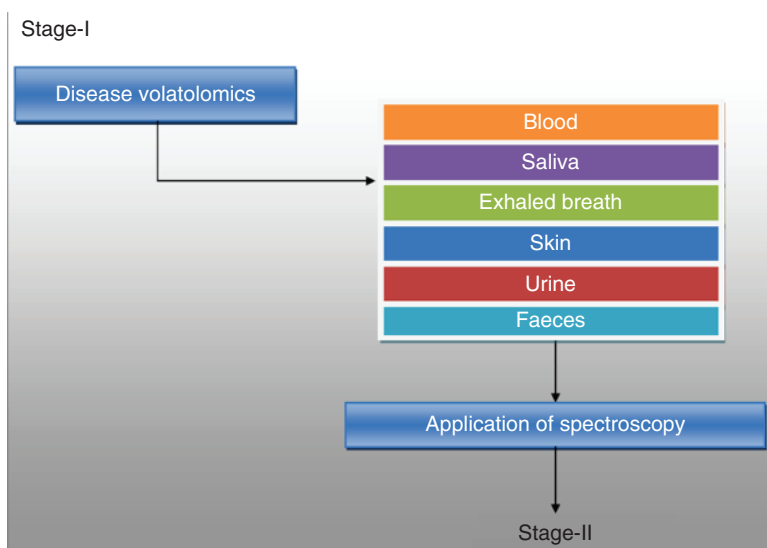 Stage-I
Disease volatolomics
Blood
Saliva
Exhaled breath
Skin
Urine
Faeces
Application of spectroscopy
Stage-II